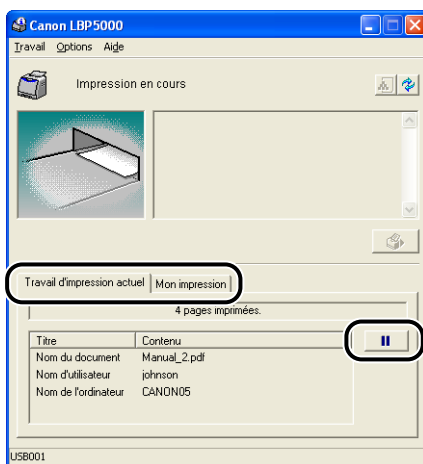 Canon LBP5000
Travail Options Aide
Impression en cours
Travail d'impression actuel Mon impression
4 pages imprimées.
Titre Contenu
Nom du document Manual_2.pdf
Nom d'utilisateur johnson
Nom de l'ordinateur CANON05
USB001